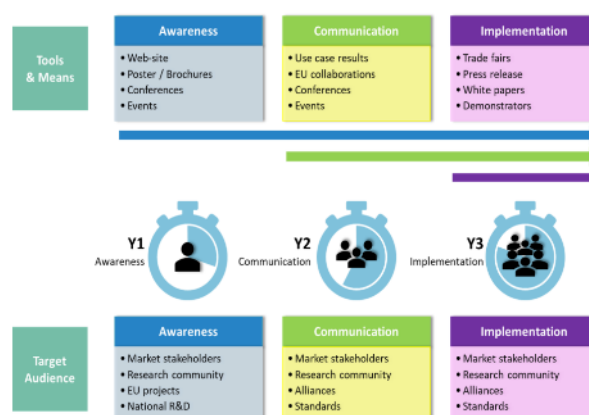 Awareness
Communication
Implementation
Tools
& Means
• Web-site
• Poster / Brochures
• Conferences
• Events
• Use case results
• EU collaborations
• Conferences
• Events
• Trade fairs
• Press release
• White papers
• Demonstrators
Y1
Awareness
Y2
Communication
Y3
Implementation
Target
Audience
Awareness
Communication
Implementation
• Market stakeholders
• Research community
• EU projects
• National R&D
• Market stakeholders
• Research community
• Alliances
• Standards
• Market stakeholders
• Research community
• Alliances
• Standards